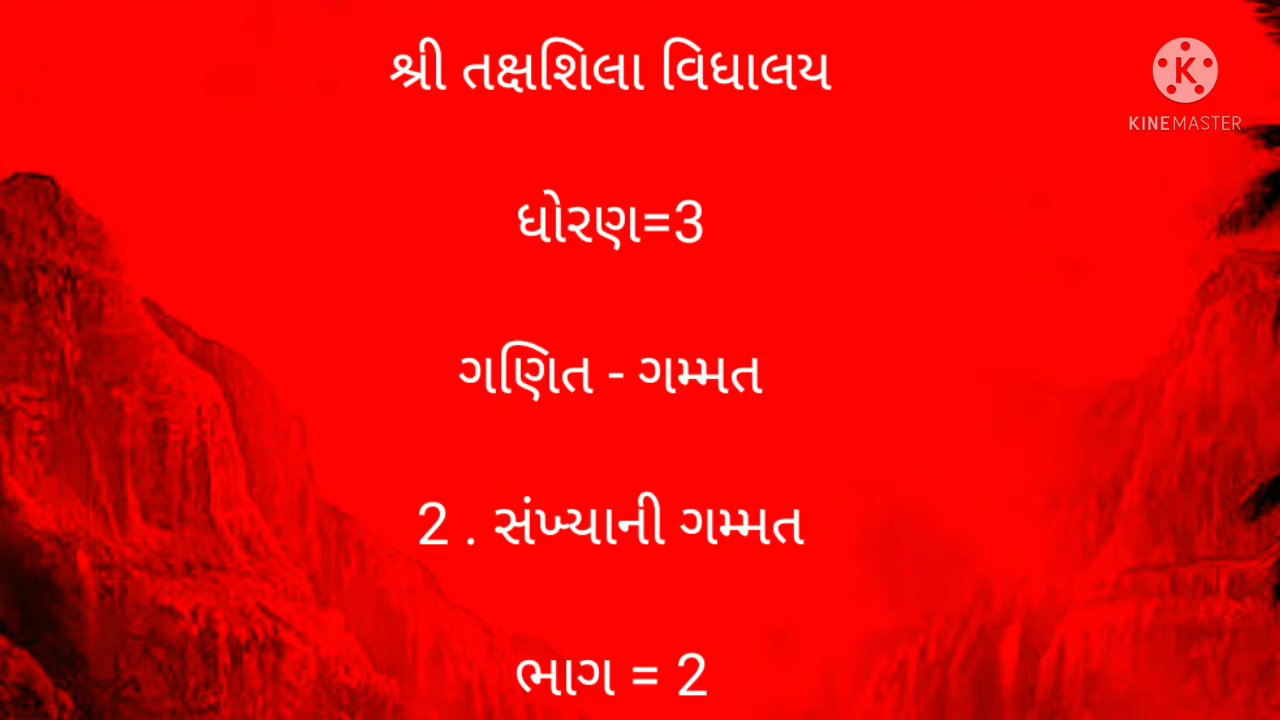 શ્રી તક્ષશિલા વિધાલય
KINEMASTER
ધોરણ=3
ગણિત - ગમ્મત
2 . સંખ્યાની ગમ્મત
ભાગ = 2